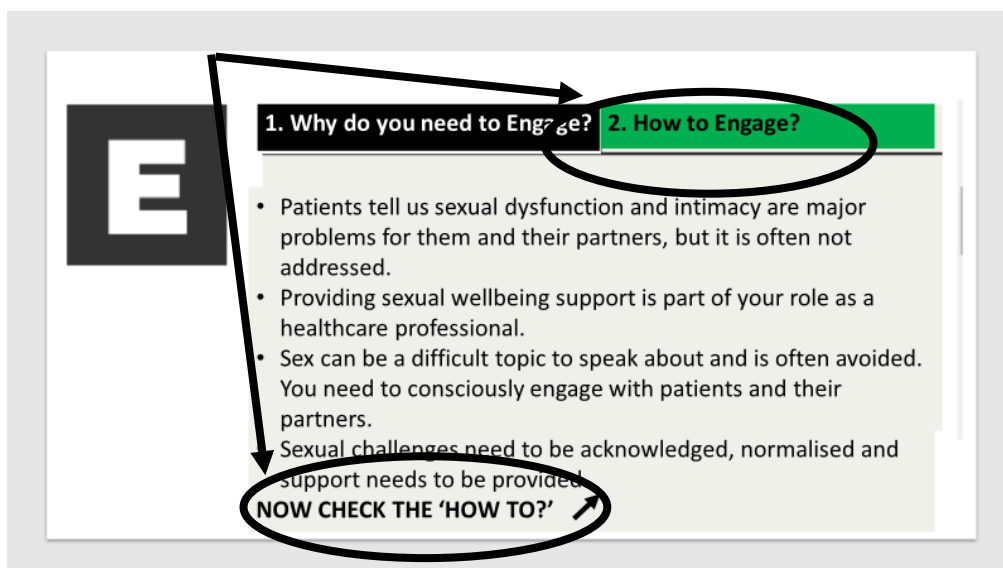 E
1. Why do you need to Engage? 2. How to Engage?
• Patients tell us sexual dysfunction and intimacy are major
problems for them and their partners, but it is often not
addressed.
• Providing sexual wellbeing support is part of your role as a
healthcare professional.
• Sex can be a difficult topic to speak about and is often avoided.
You need to consciously engage with patients and their
partners.
Sexual challenges need to be acknowledged, normalised and
support needs to be provided
NOW CHECK THE ‘HOW TO?’